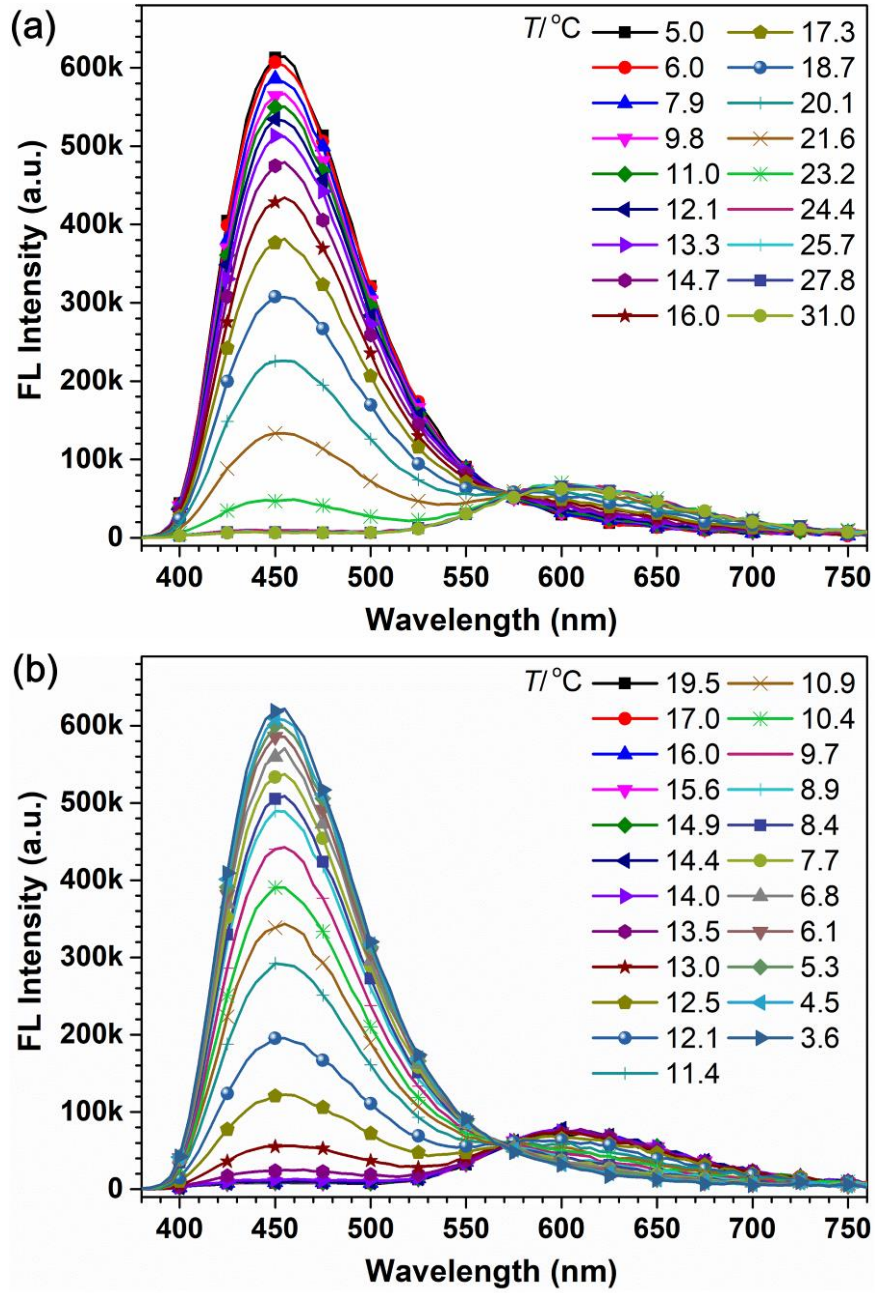 (a)
T/ °C
5.0 17.3
6.0 18.7
7.9 20.1
9.8 21.6
11.0 23.2
12.1 24.4
13.3 25.7
14.7 27.8
16.0 31.0
FL Intensity (a.u.)
600k
500k
400k
300k
200k
100k
0
400 450 500 550 600 650 700 750
Wavelength (nm)
(b)
T/ °C
19.5 10.9
17.0 10.4
16.0 9.7
15.6 8.9
14.9 8.4
14.4 7.7
14.0 6.8
13.5 6.1
13.0 5.3
12.5 4.5
12.1 3.6
11.4
FL Intensity (a.u.)
600k
500k
400k
300k
200k
100k
0
400 450 500 550 600 650 700 750
Wavelength (nm)